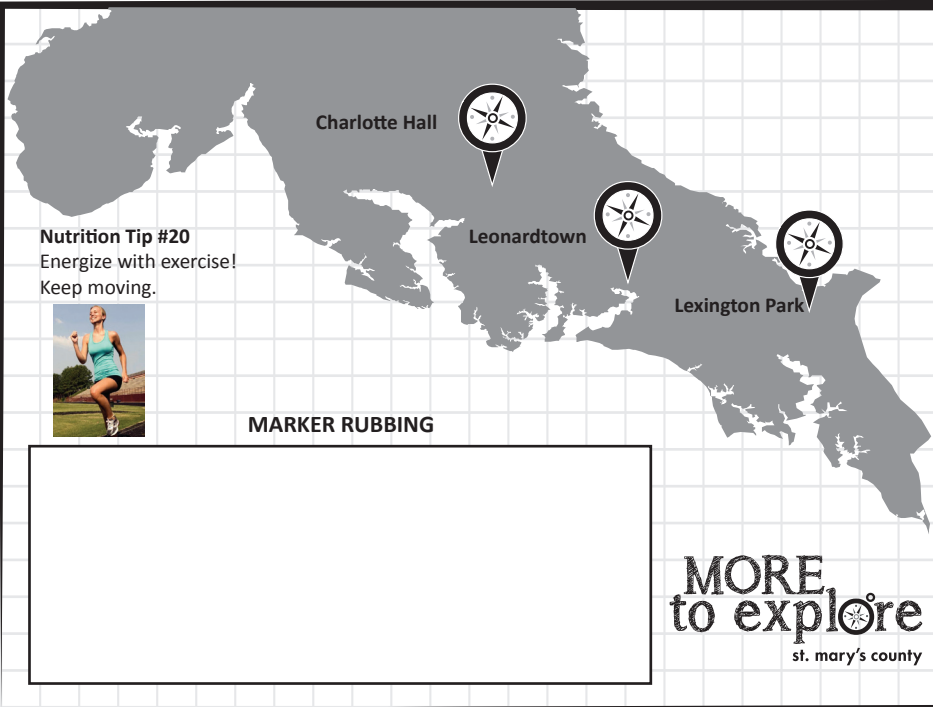 Charlotte Hall
Leonardtown
Lexington Park
Nutrition Tip #20
Energize with exercise!
Keep moving.
MARKER RUBBING
MORE
to explore
st. mary's county